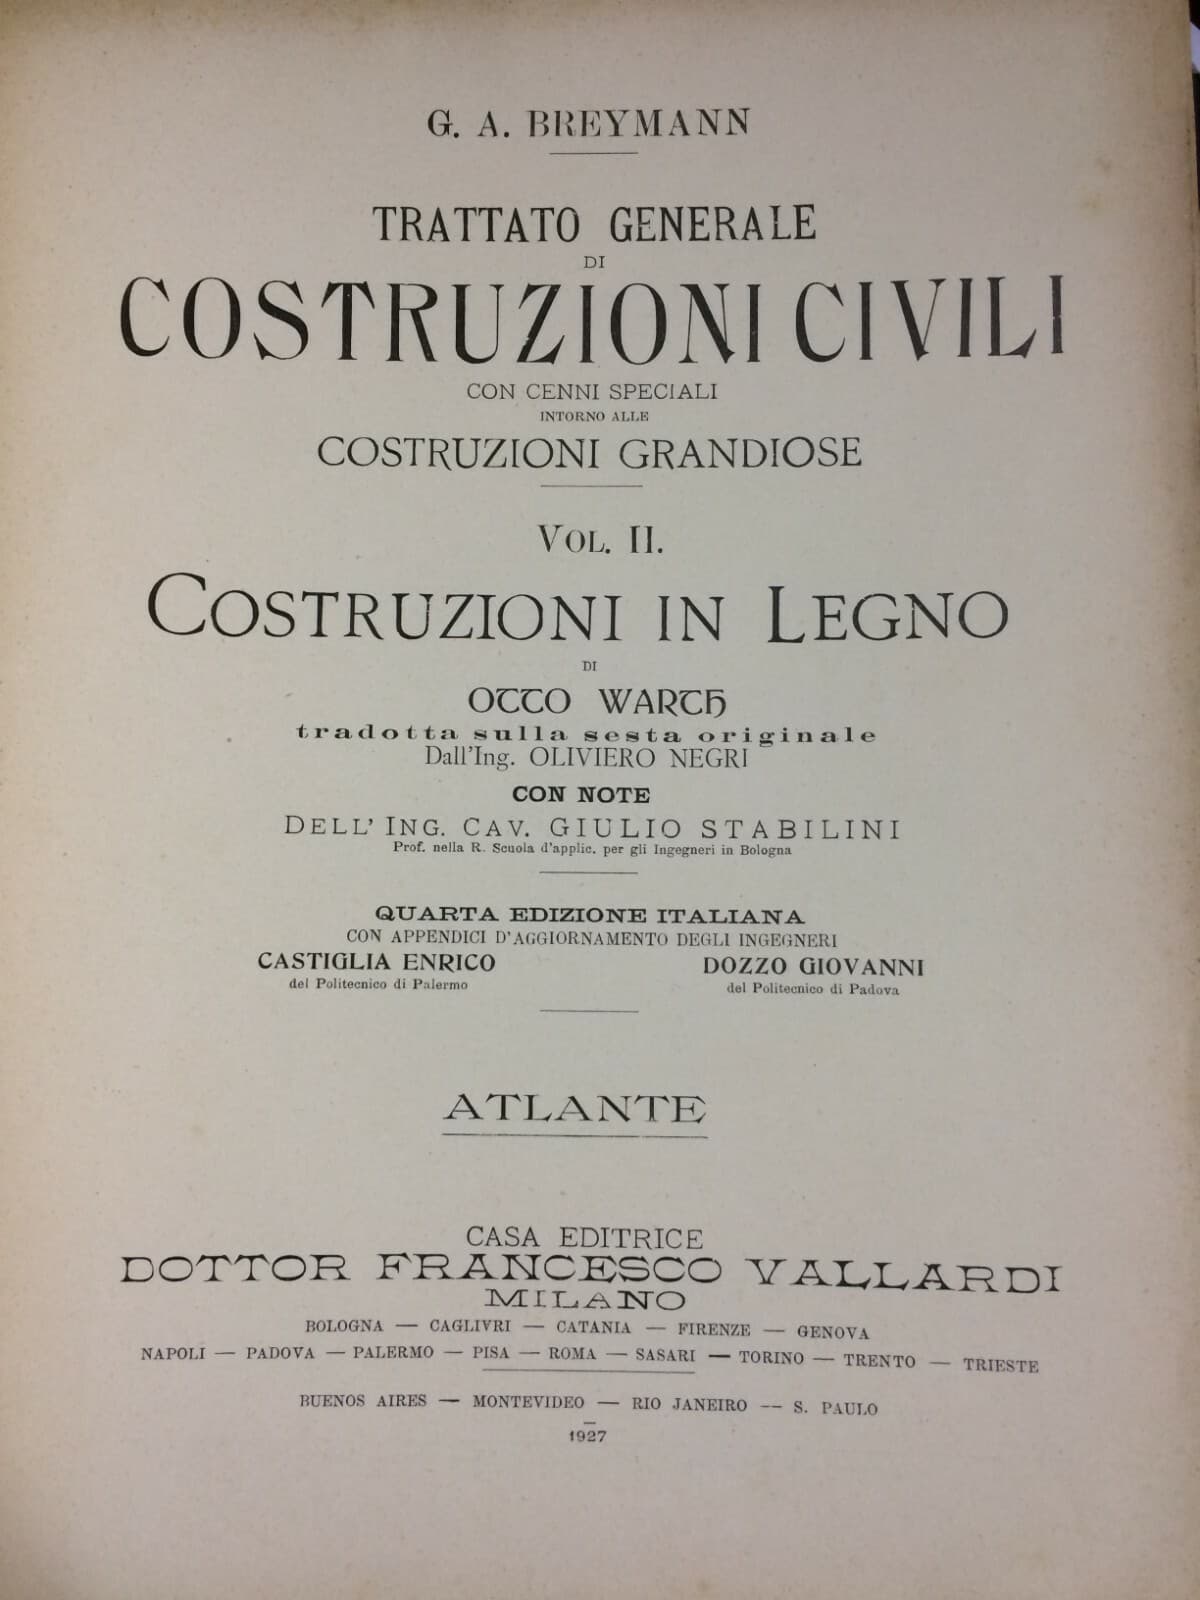 G. A. BREYMANN
TRATTATO GENERALE
DI
COSTRUZIONI CIVILI
CON CENNI SPECIALI
INTORNO ALLE
COSTRUZIONI GRANDIOSE
VOL. II.
COSTRUZIONI IN LEGNO
DI
OTTO WARTH
tradotta sulla sesta originale
Dall'Ing. OLIVIERO NEGRI
CON NOTE
DELL' ING. CAV. GIULIO STABILINI
Prof. nella R. Scuola d'applic. per gli Ingegneri in Bologna
QUARTA EDIZIONE ITALIANA
CON APPENDICI D'AGGIORNAMENTO DEGLI INGEGNERI
CASTIGLIA ENRICO DOZZO GIOVANNI
del Politecnico di Palermo del Politecnico di Padova
ATLANTE
CASA EDITRICE
DOTTOR FRANCESCO VALLARDI
MILANO
BOLOGNA — CAGLIVRI — CATANIA — FIRENZE — GENOVA
NAPOLI — PADOVA — PALERMO — PISA — ROMA — SASARI — TORINO — TRENTO — TRIESTE
BUENOS AIRES — MONTEVIDEO — RIO JANEIRO -- S. PAULO
1927